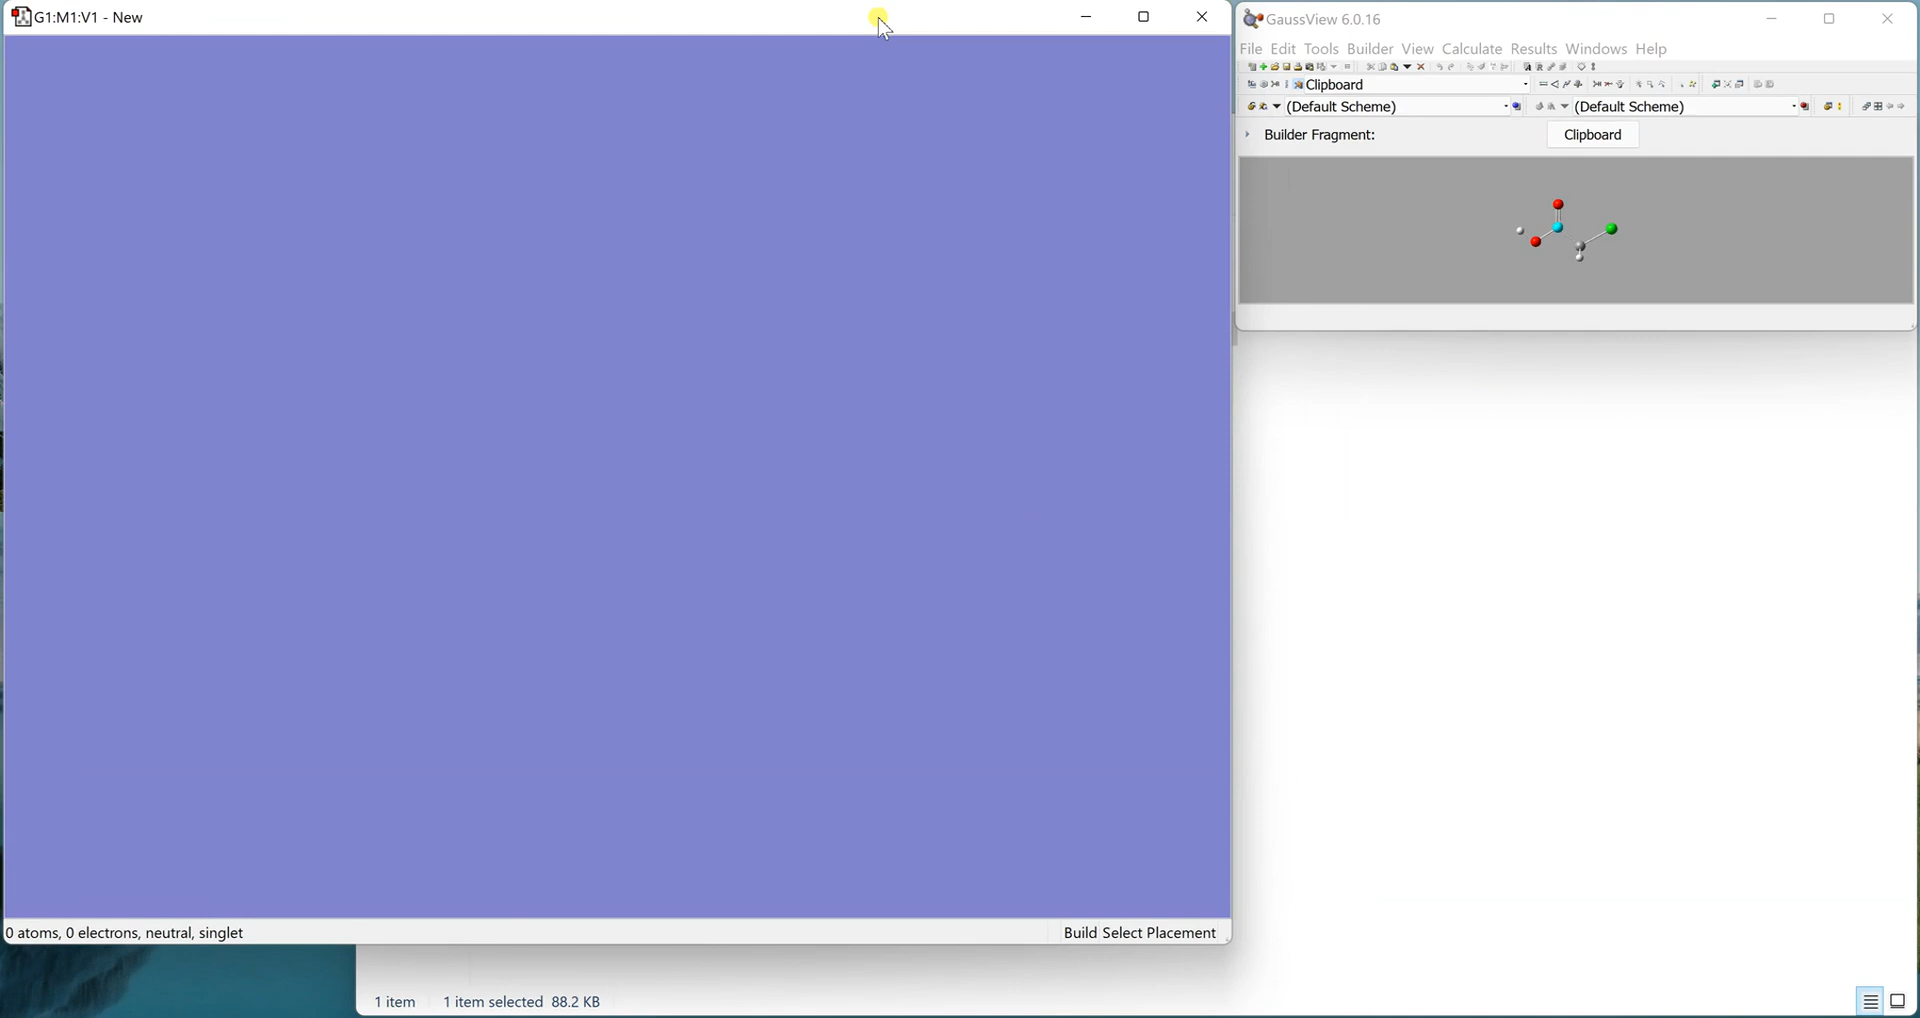 G1:M1:V1 - New
GaussView 6.0.16
File Edit Tools Builder View Calculate Results Windows Help
Clipboard
(Default Scheme) (Default Scheme)
Builder Fragment: Clipboard
0 atoms, 0 electrons, neutral, singlet Build Select Placement
1 item 1 item selected 88.2 KB